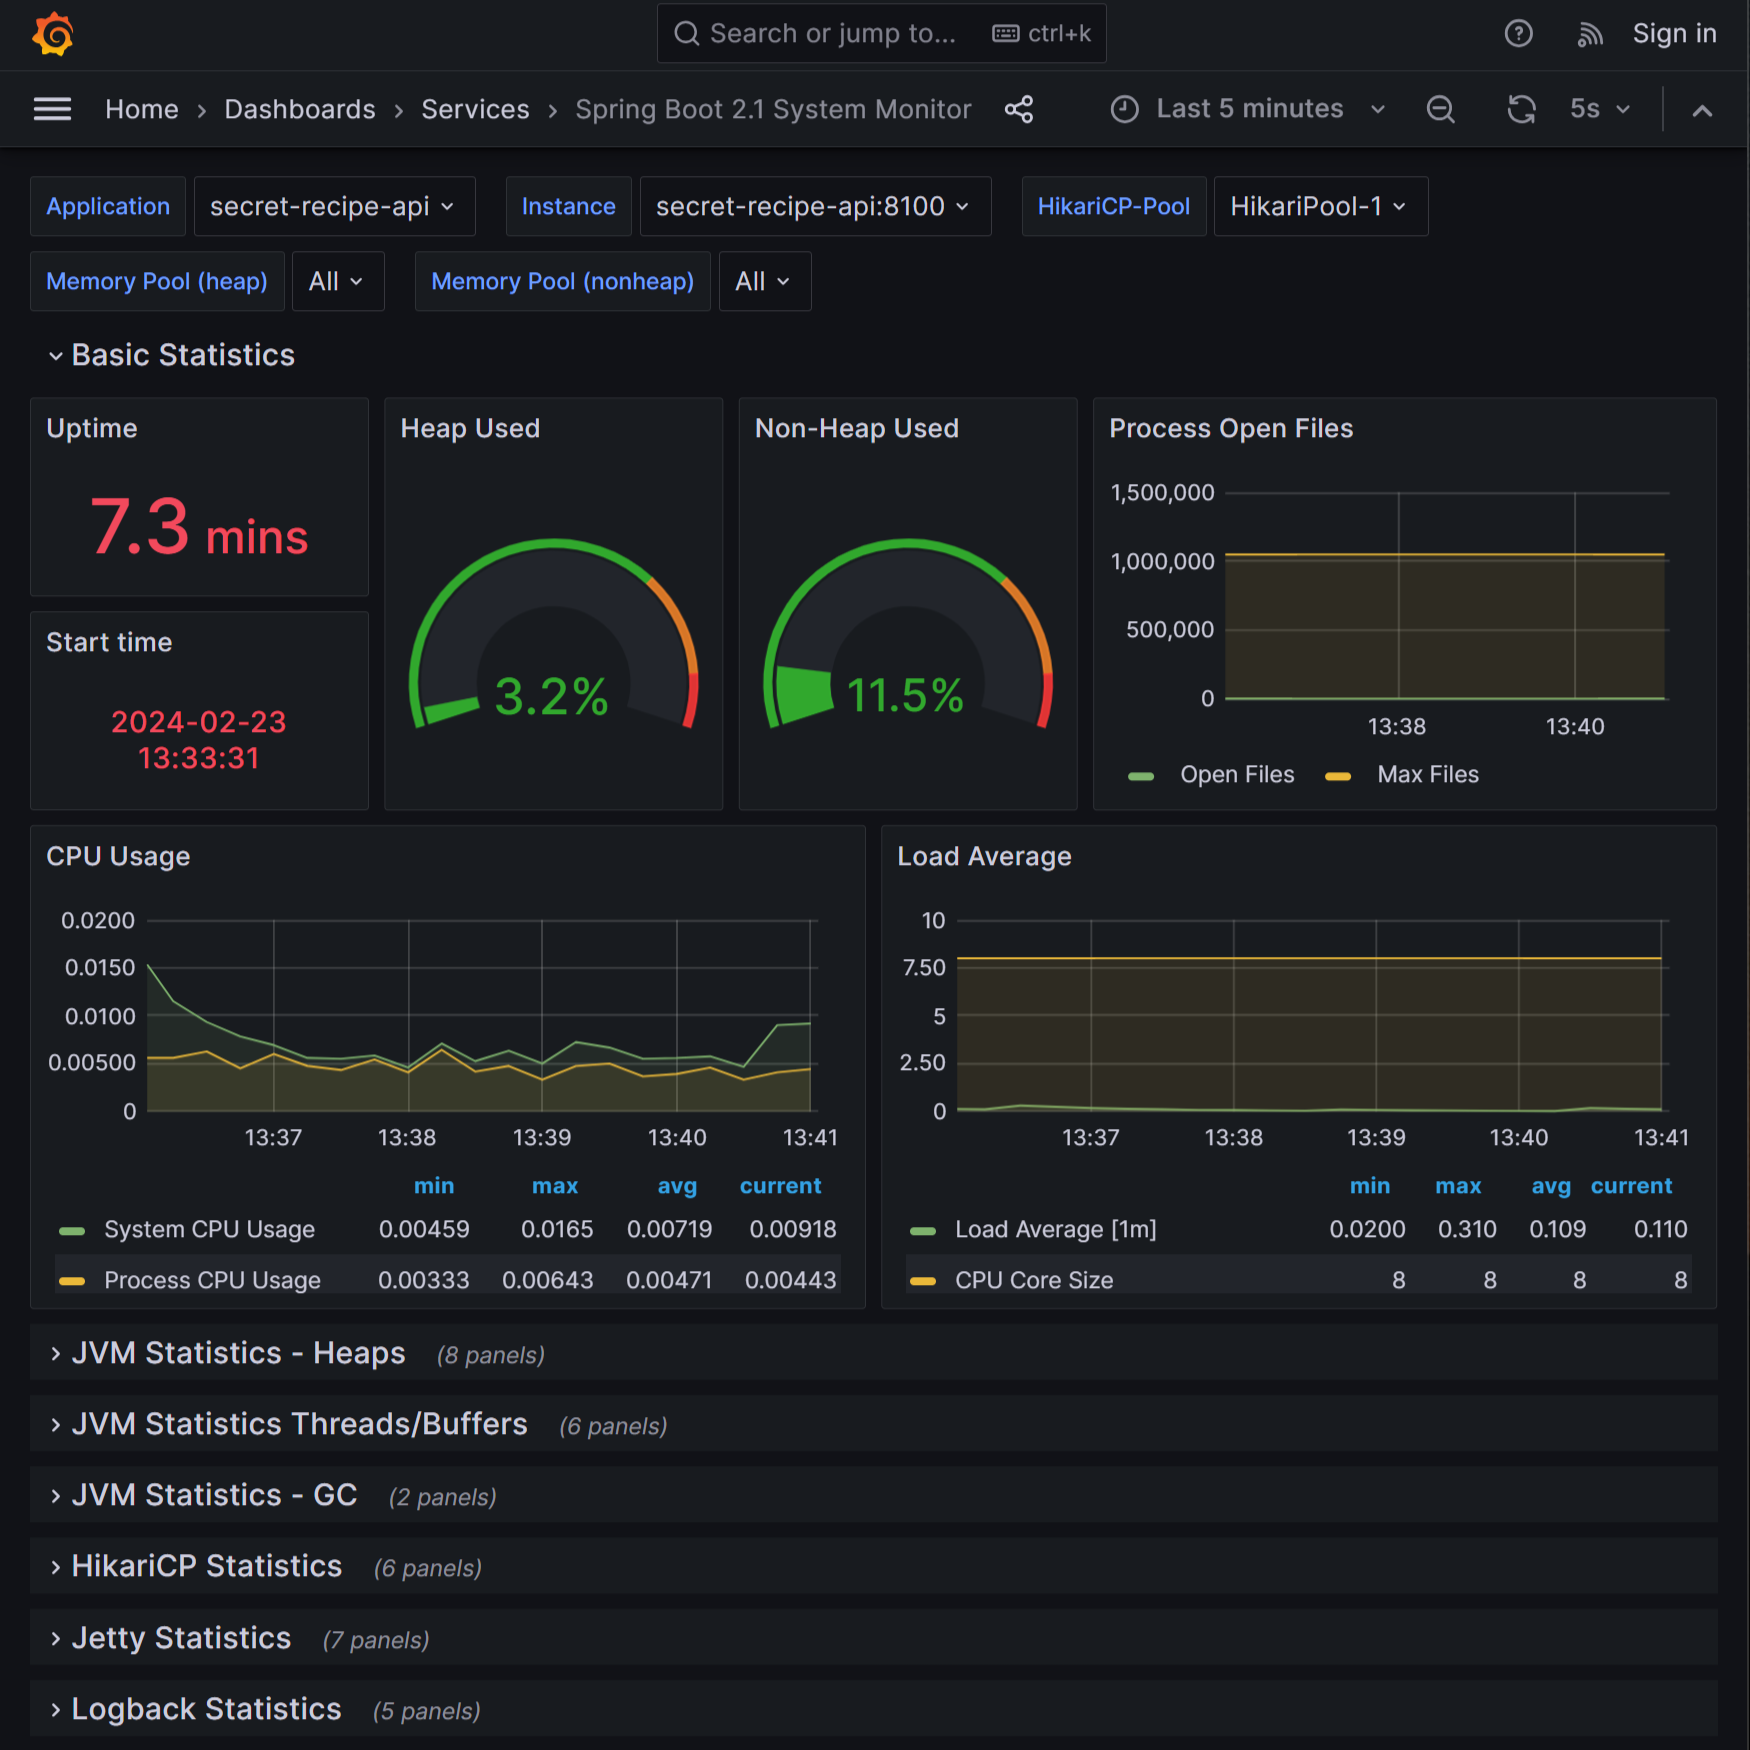 Search or jump to... ctrl+k Sign in
Home › Dashboards › Services › Spring Boot 2.1 System Monitor Last 5 minutes 5s
Application secret-recipe-api Instance secret-recipe-api:8100 HikariCP-Pool HikariPool-1
Memory Pool (heap) All Memory Pool (nonheap) All
Basic Statistics
Uptime
7.3 mins
Start time
2024-02-23
13:33:31
Heap Used
3.2%
Non-Heap Used
11.5%
Process Open Files
1,500,000
1,000,000
500,000
0
13:38 13:40
Open Files Max Files
CPU Usage
0.0200
0.0150
0.0100
0.00500
0
13:37 13:38 13:39 13:40 13:41
min max avg current
System CPU Usage 0.00459 0.0165 0.00719 0.00918
Process CPU Usage 0.00333 0.00643 0.00471 0.00443
Load Average
10
7.50
5
2.50
0
13:37 13:38 13:39 13:40 13:41
min max avg current
Load Average [1m] 0.0200 0.310 0.109 0.110
CPU Core Size 8 8 8 8
JVM Statistics - Heaps (8 panels)
JVM Statistics Threads/Buffers (6 panels)
JVM Statistics - GC (2 panels)
HikariCP Statistics (6 panels)
Jetty Statistics (7 panels)
Logback Statistics (5 panels)